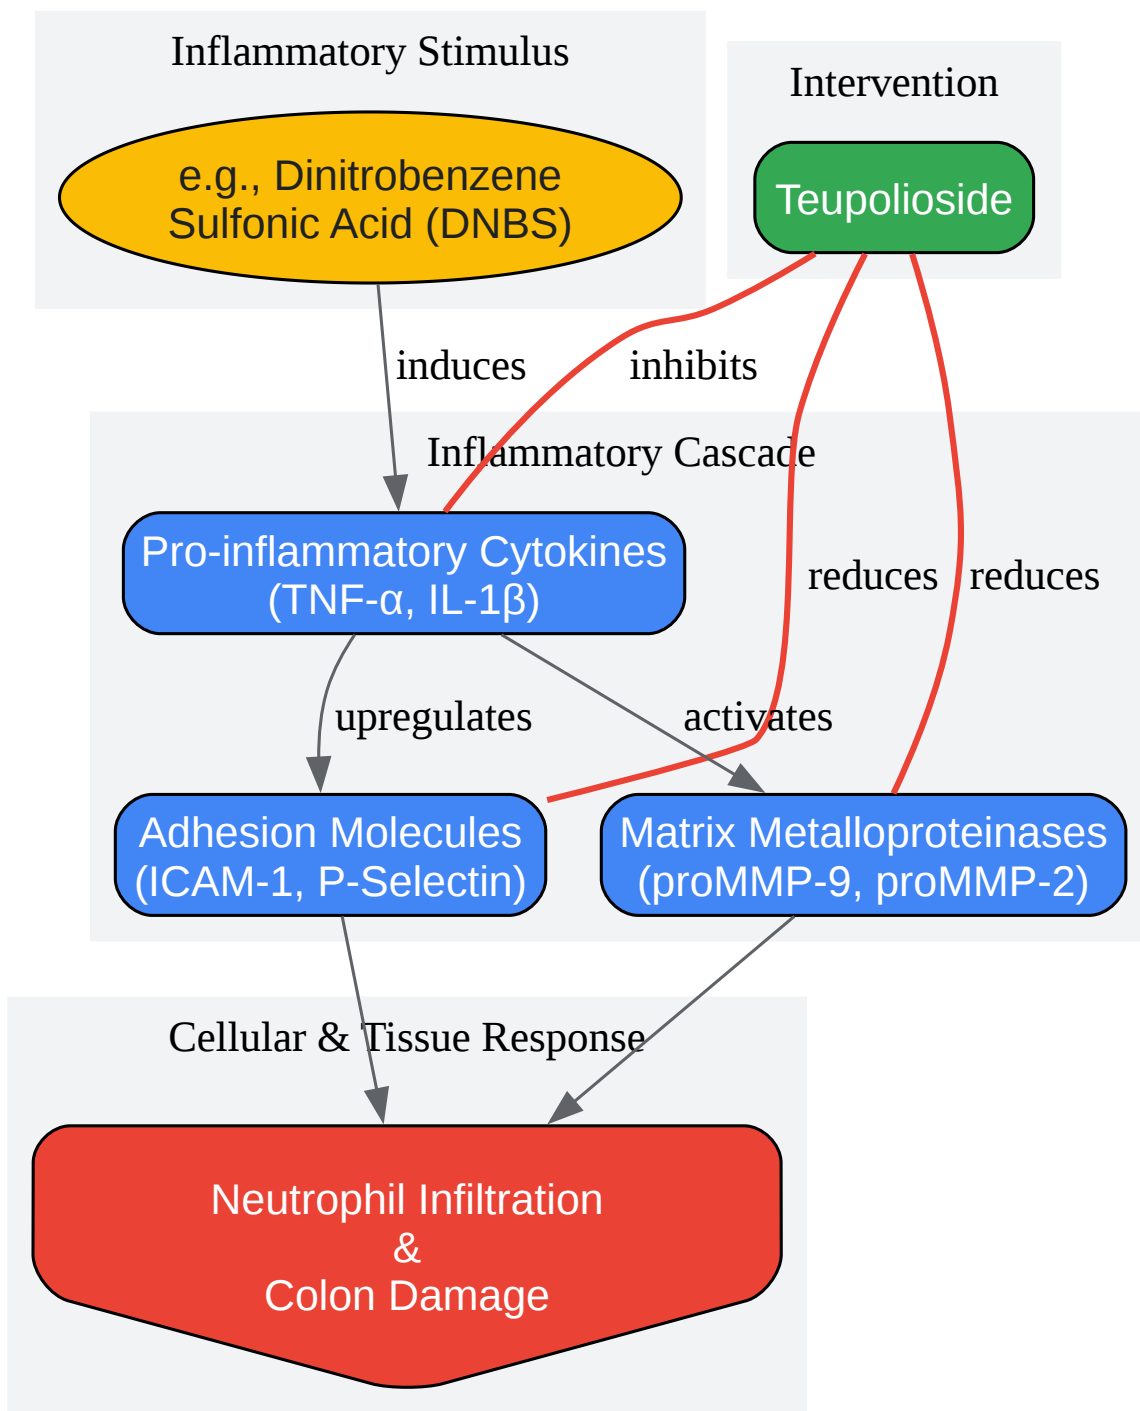 Inflammatory Stimulus
e.g., Dinitrobenzene
Sulfonic Acid (DNBS)
Intervention
Teupolioside
induces
inhibits
Inflammatory Cascade
Pro-inflammatory Cytokines
(TNF-α, IL-1β)
reduces
reduces
upregulates
activates
Adhesion Molecules
(ICAM-1, P-Selectin)
Matrix Metalloproteinases
(proMMP-9, proMMP-2)
Cellular & Tissue Response
Neutrophil Infiltration
&
Colon Damage